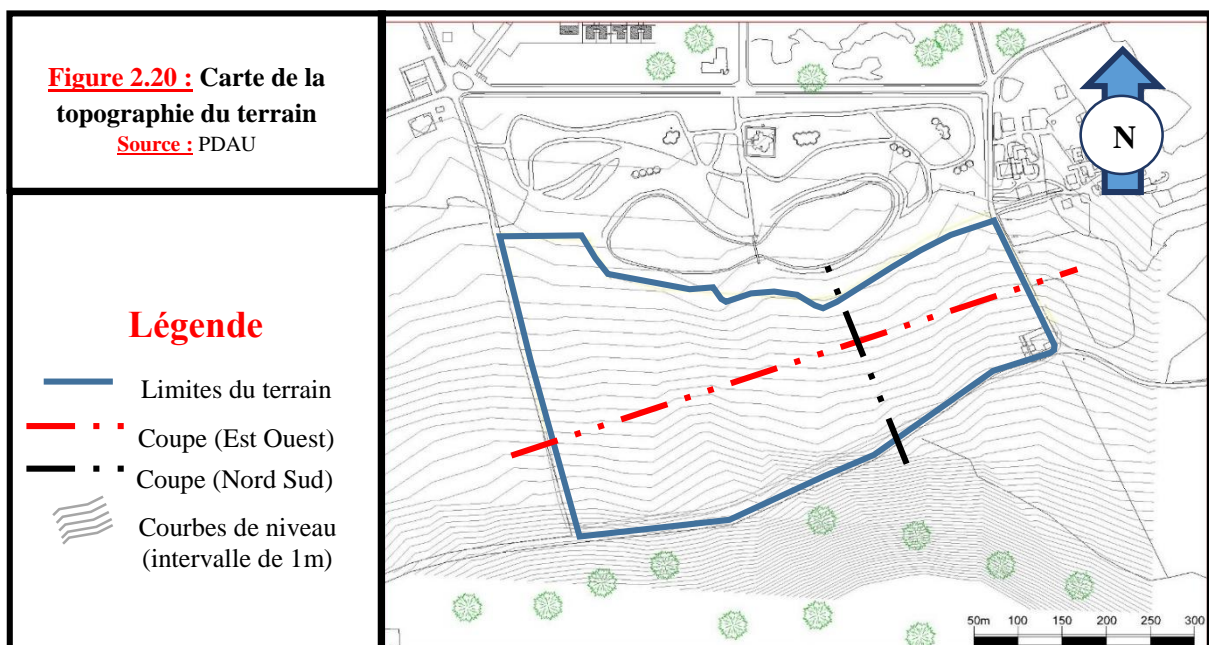 Figure 2.20 : Carte de la
topographie du terrain
Source : PDAU
Légende
Limites du terrain
Coupe (Est Ouest)
Coupe (Nord Sud)
Courbes de niveau
(intervalle de 1m)
N
50m 100 150 200 250 300